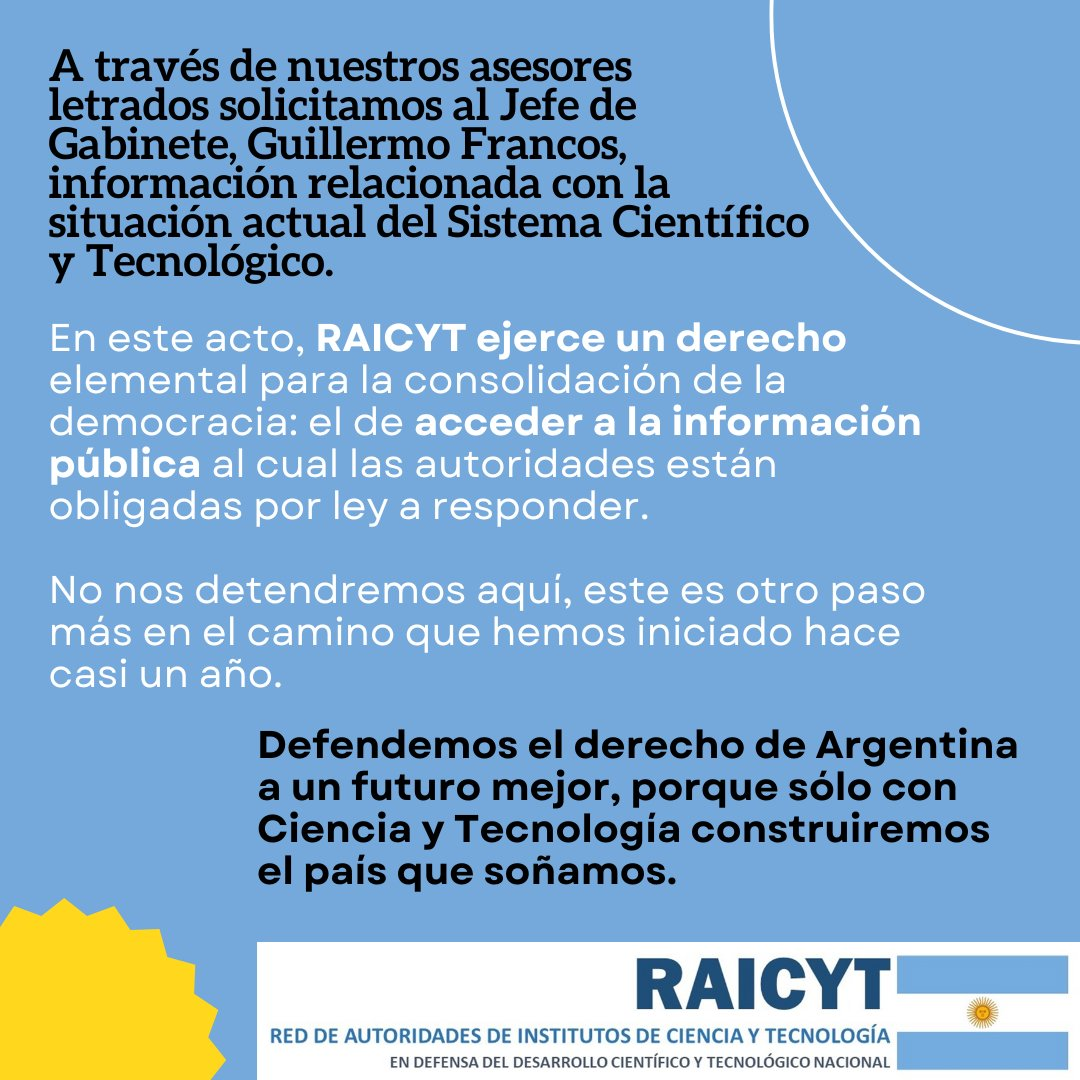 A través de nuestros asesores
letrados solicitamos al Jefe de
Gabinete, Guillermo Francos,
información relacionada con la
situación actual del Sistema Científico
y Tecnológico.
En este acto, RAICYT ejerce un derecho
elemental para la consolidación de la
democracia: el de acceder a la información
pública al cual las autoridades están
obligadas por ley a responder.
No nos detendremos aquí, este es otro paso
más en el camino que hemos iniciado hace
casi un año.
Defendemos el derecho de Argentina
a un futuro mejor, porque sólo con
Ciencia y Tecnología construiremos
el país que soñamos.
RAICYT
RED DE AUTORIDADES DE INSTITUTOS DE CIENCIA Y TECNOLOGÍA
EN DEFENSA DEL DESARROLLO CIENTÍFICO Y TECNOLÓGICO NACIONAL